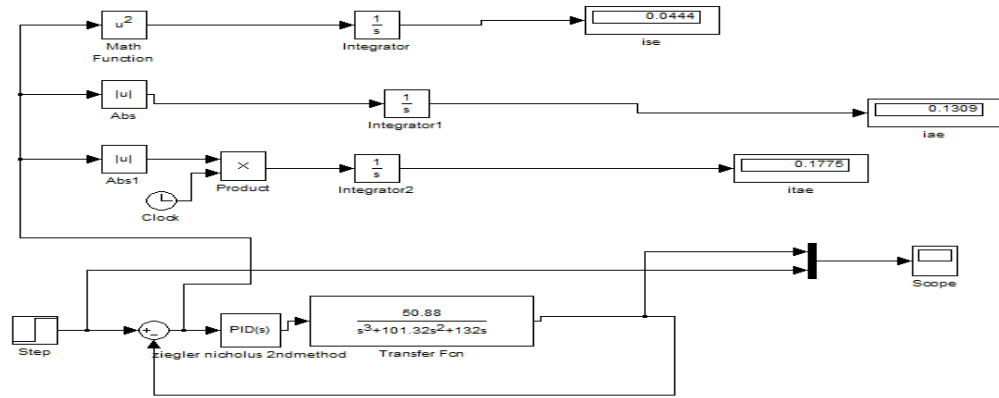 u²
Math
Function
1
s
Integrator
0.0444
ise
|u|
Abs
1
s
Integrator1
0.1309
iae
|u|
Abs1
×
Product
Clock
1
s
Integrator2
0.1775
itae
Scope
Step
+
−
PID(s)
ziegler nicholus 2ndmethod
50.88
s³+101.32s²+132s
Transfer Fcn